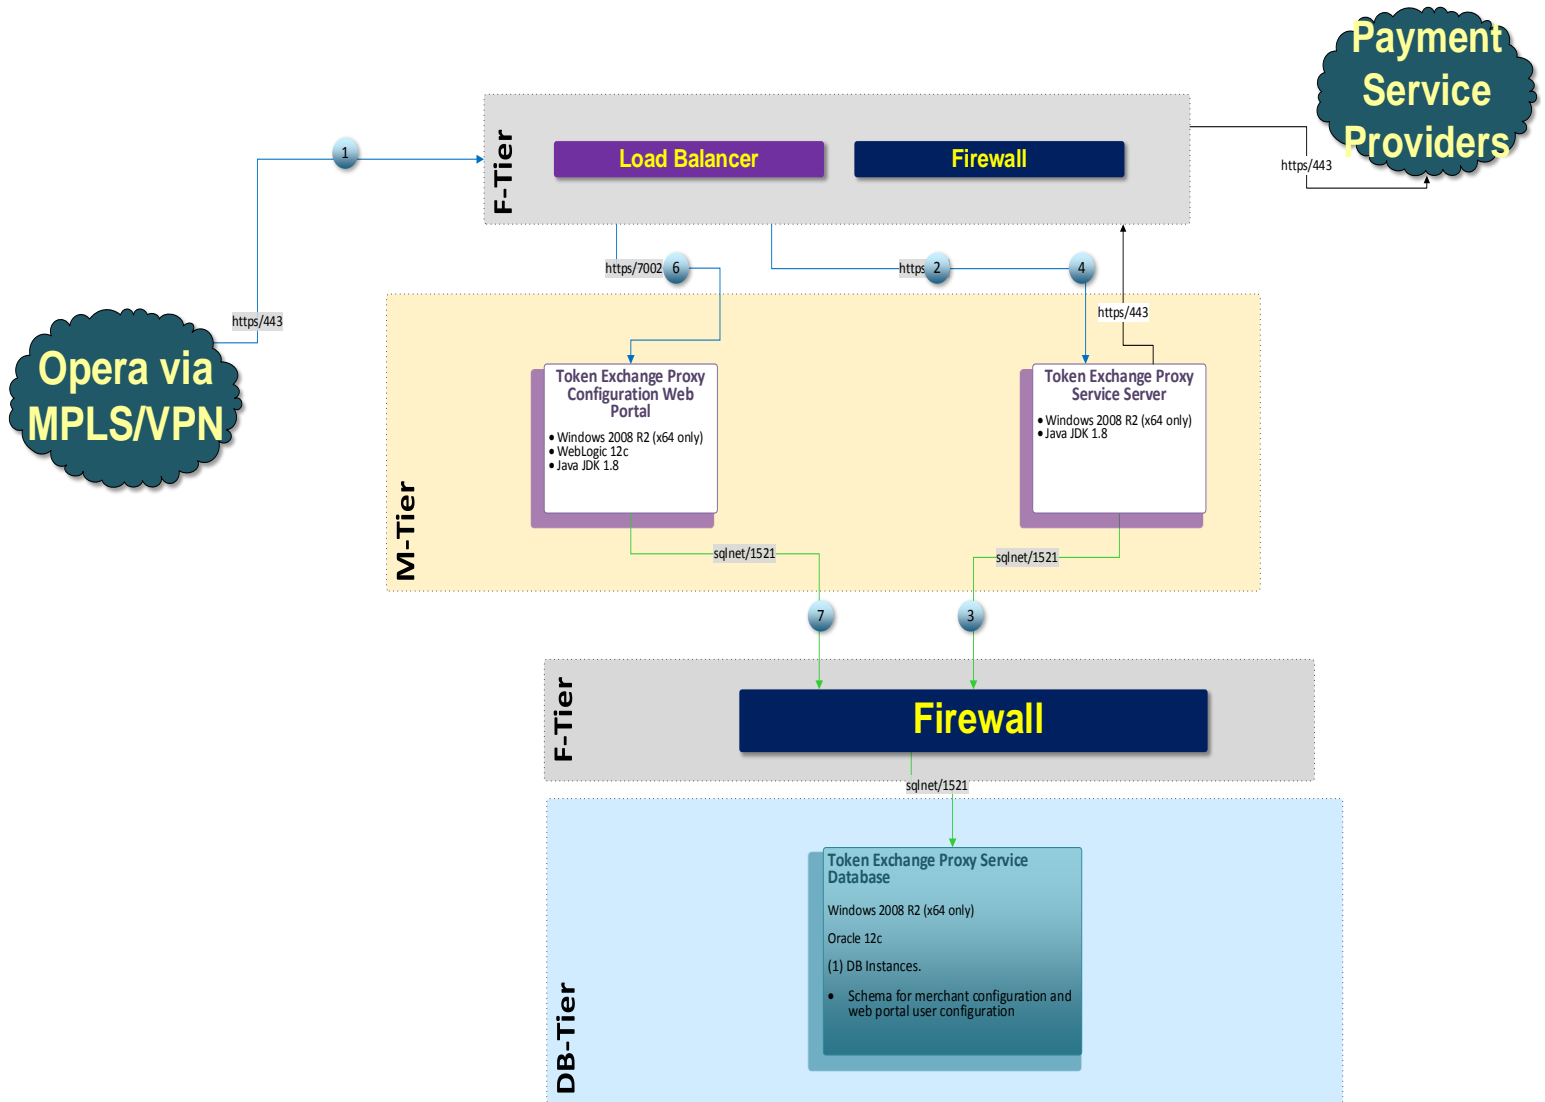 Payment
Service
Providers
https/443
F-Tier
Load Balancer
Firewall
1
https/443
Opera via
MPLS/VPN
https/7002
6
https
2
4
https/443
M-Tier
Token Exchange Proxy
Configuration Web
Portal
• Windows 2008 R2 (x64 only)
• WebLogic 12c
• Java JDK 1.8
Token Exchange Proxy
Service Server
• Windows 2008 R2 (x64 only)
• Java JDK 1.8
sqlnet/1521
sqlnet/1521
7
3
F-Tier
Firewall
sqlnet/1521
DB-Tier
Token Exchange Proxy Service
Database
Windows 2008 R2 (x64 only)
Oracle 12c
(1) DB Instances.
• Schema for merchant configuration and
web portal user configuration